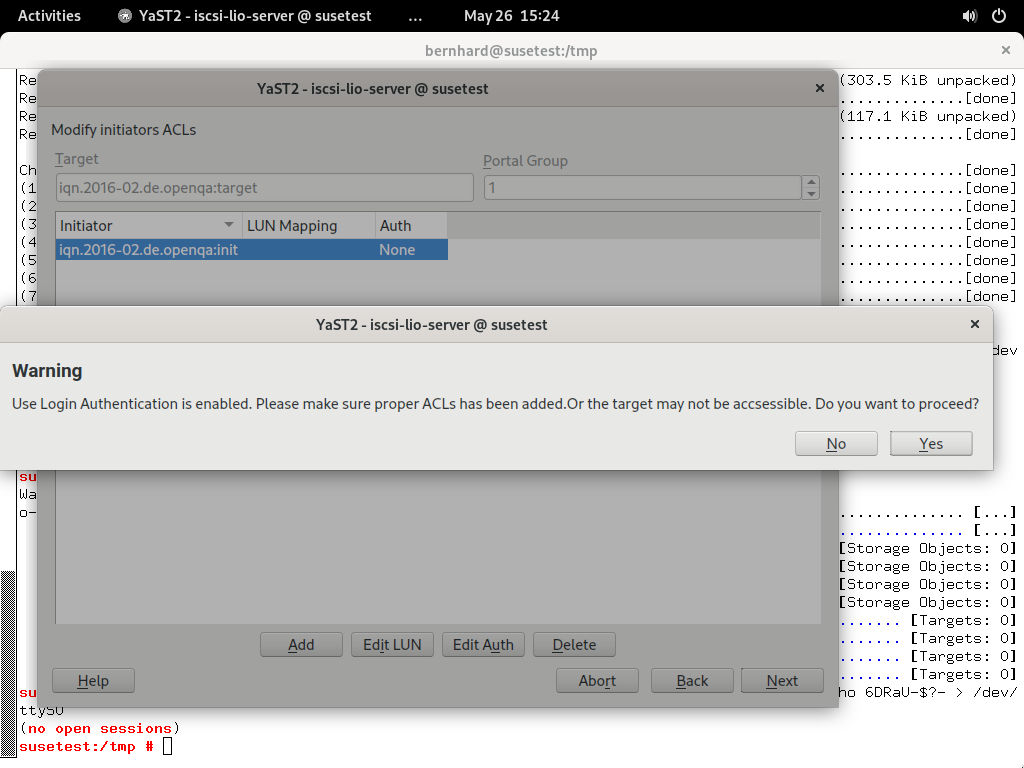 Activities YaST2 - iscsi-lio-server @ susetest ... May 26 15:24
bernhard@susetest:/tmp ×
Re (303.5 KiB unpacked)
Re ..............[done]
Re (117.1 KiB unpacked)
Re ..............[done]
YaST2 - iscsi-lio-server @ susetest ×
Modify initiators ACLs
Target Portal Group
iqn.2016-02.de.openqa:target 1
Ch ..............[done]
(1 ..............[done]
(2 ..............[done]
(3 ..............[done]
(4 ..............[done]
(5 ..............[done]
(6 ..............[done]
(7 ..............[done]
Initiator LUN Mapping Auth
iqn.2016-02.de.openqa:init None
YaST2 - iscsi-lio-server @ susetest ×
dev
Warning
Use Login Authentication is enabled. Please make sure proper ACLs has been added.Or the target may not be accsessible. Do you want to proceed?
No Yes
su
Wa
o- .............. [...]
.............. [...]
[Storage Objects: 0]
[Storage Objects: 0]
[Storage Objects: 0]
[Storage Objects: 0]
....... [Targets: 0]
....... [Targets: 0]
....... [Targets: 0]
....... [Targets: 0]
Add Edit LUN Edit Auth Delete
Help Abort Back Next
su ho 6DRaU-$?- > /dev/
ttyS0
(no open sessions)
susetest:/tmp #